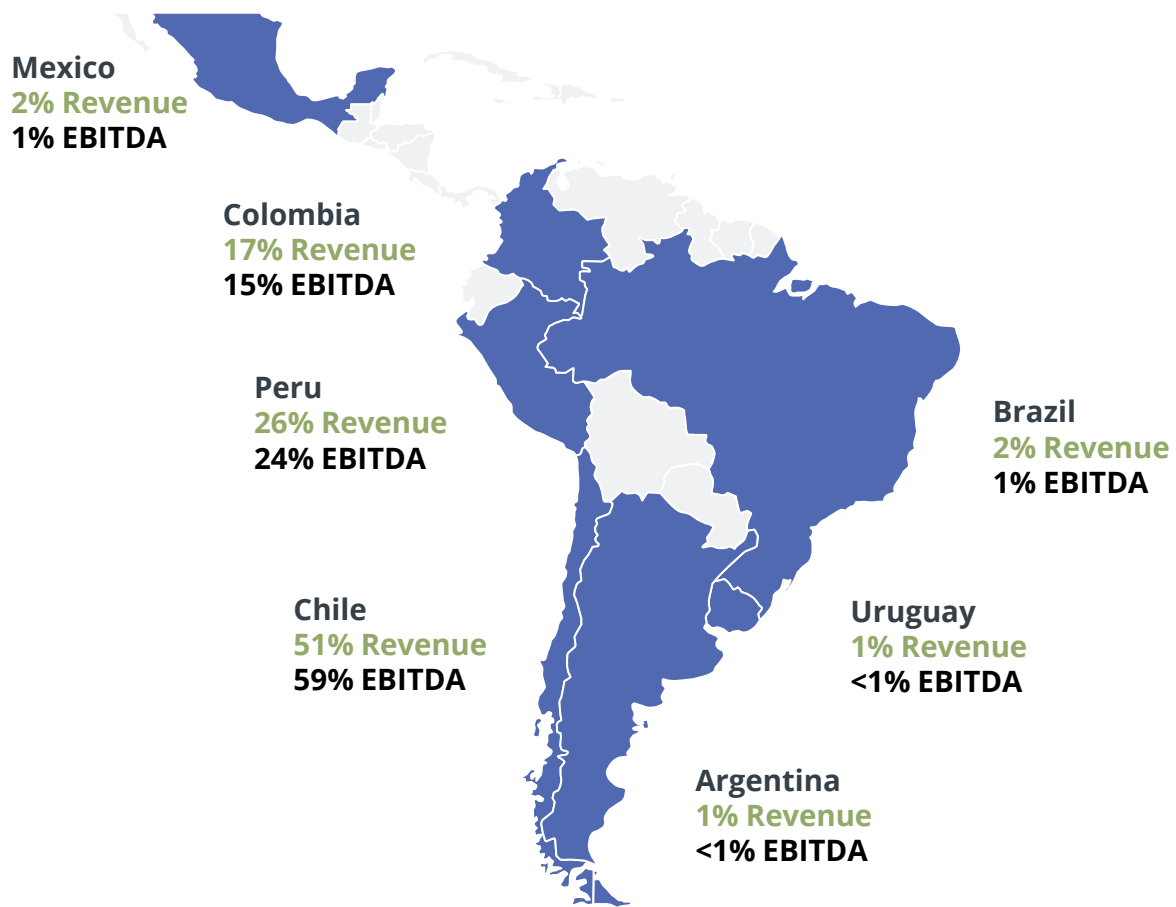 Mexico
2% Revenue
1% EBITDA
Colombia
17% Revenue
15% EBITDA
Peru
26% Revenue
24% EBITDA
Brazil
2% Revenue
1% EBITDA
Chile
51% Revenue
59% EBITDA
Uruguay
1% Revenue
<1% EBITDA
Argentina
1% Revenue
<1% EBITDA